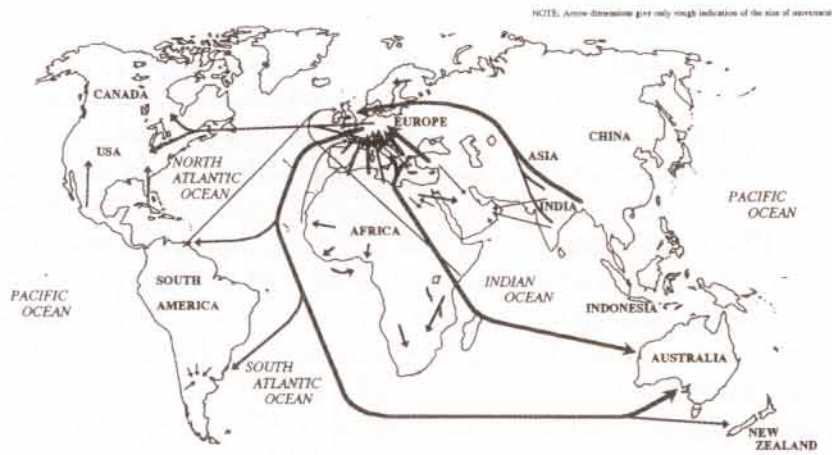 NOTE: Arrow dimensions give only rough indication of the size of movement
CANADA
EUROPE
USA
CHINA
NORTH
ATLANTIC
OCEAN
ASIA
INDIA
PACIFIC
OCEAN
AFRICA
SOUTH
AMERICA
INDIAN
OCEAN
PACIFIC
OCEAN
INDONESIA
AUSTRALIA
SOUTH
ATLANTIC
OCEAN
NEW
ZEALAND